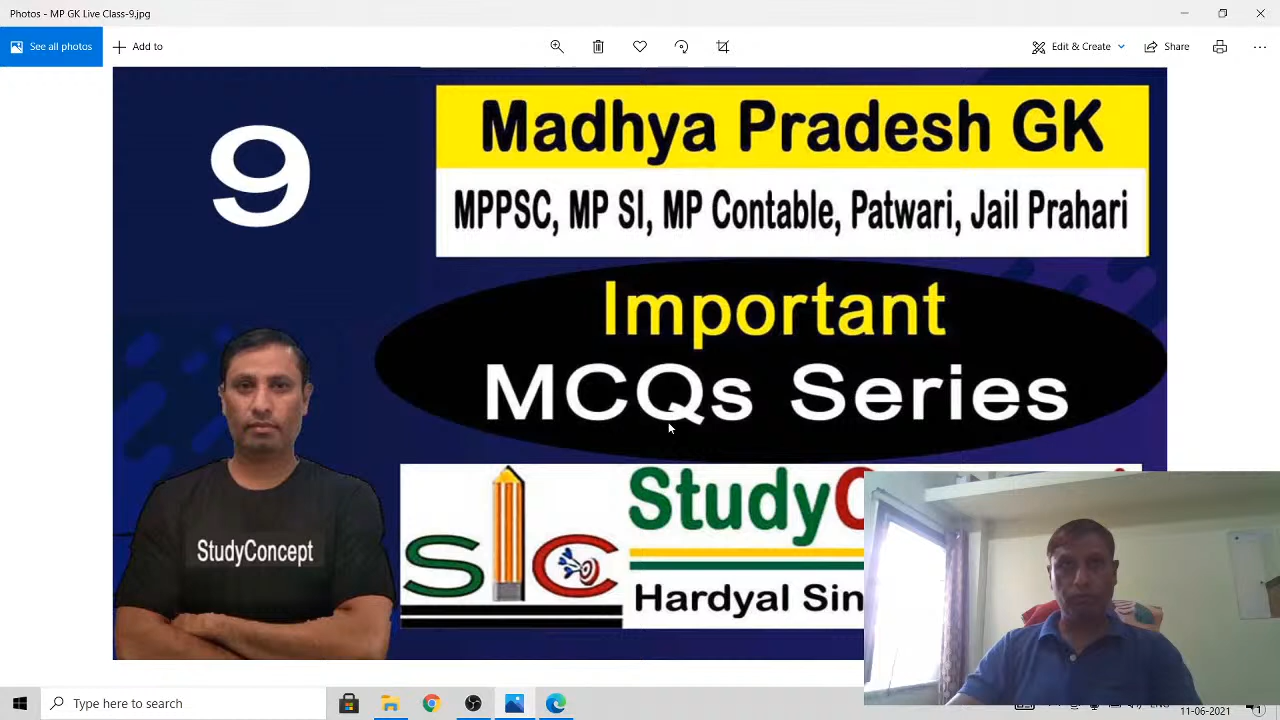 Photos - MP GK Live Class-9.jpg
See all photos
Add to
Edit & Create
Share
9
Madhya Pradesh GK
MPPSC, MP SI, MP Contable, Patwari, Jail Prahari
Important
MCQs Series
StudyConcept
SIC
StudyC
Hardyal Sin
Type here to search
11-06-2021